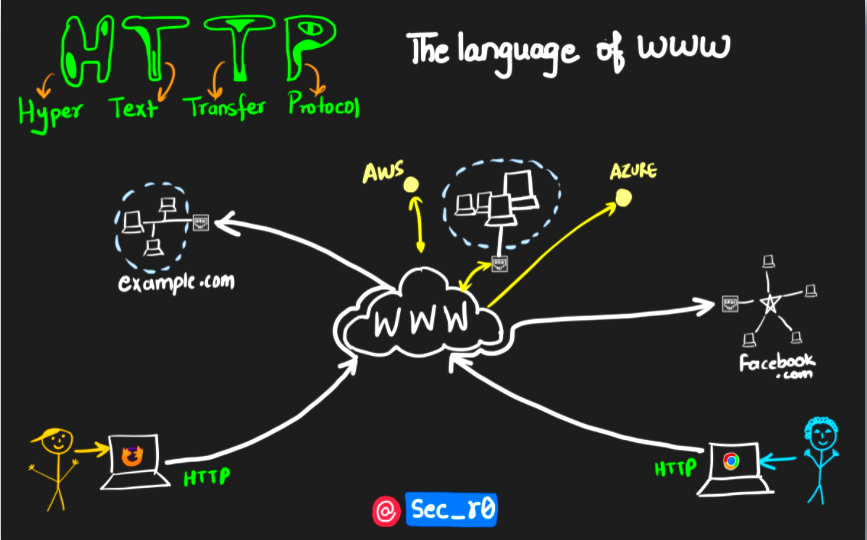 HTTP
The language of WWW
Hyper Text Transfer Protocol
AWS
AZURE
example.com
WWW
Facebook
.com
HTTP
HTTP
@ Sec_r0